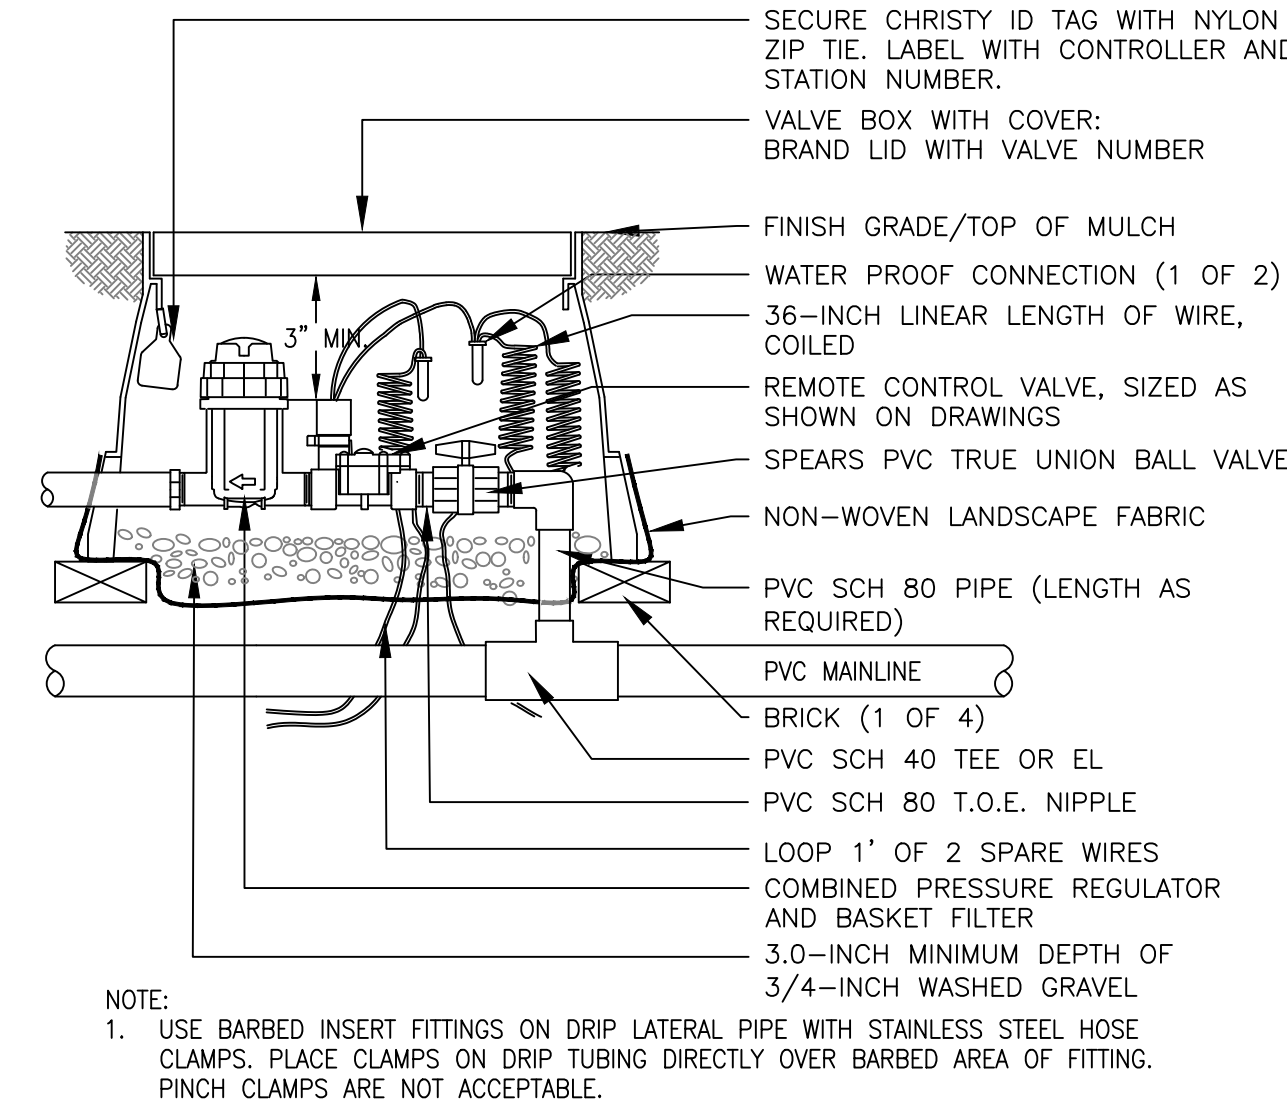 SECURE CHRISTY ID TAG WITH NYLON
ZIP TIE. LABEL WITH CONTROLLER AND
STATION NUMBER.
VALVE BOX WITH COVER:
BRAND LID WITH VALVE NUMBER
FINISH GRADE/TOP OF MULCH
WATER PROOF CONNECTION (1 OF 2)
36-INCH LINEAR LENGTH OF WIRE,
COILED
3" MIN.
REMOTE CONTROL VALVE, SIZED AS
SHOWN ON DRAWINGS
SPEARS PVC TRUE UNION BALL VALVE
NON-WOVEN LANDSCAPE FABRIC
PVC SCH 80 PIPE (LENGTH AS
REQUIRED)
PVC MAINLINE
BRICK (1 OF 4)
PVC SCH 40 TEE OR EL
PVC SCH 80 T.O.E. NIPPLE
LOOP 1' OF 2 SPARE WIRES
COMBINED PRESSURE REGULATOR
AND BASKET FILTER
3.0-INCH MINIMUM DEPTH OF
3/4-INCH WASHED GRAVEL
NOTE:
1. USE BARBED INSERT FITTINGS ON DRIP LATERAL PIPE WITH STAINLESS STEEL HOSE
CLAMPS. PLACE CLAMPS ON DRIP TUBING DIRECTLY OVER BARBED AREA OF FITTING.
PINCH CLAMPS ARE NOT ACCEPTABLE.